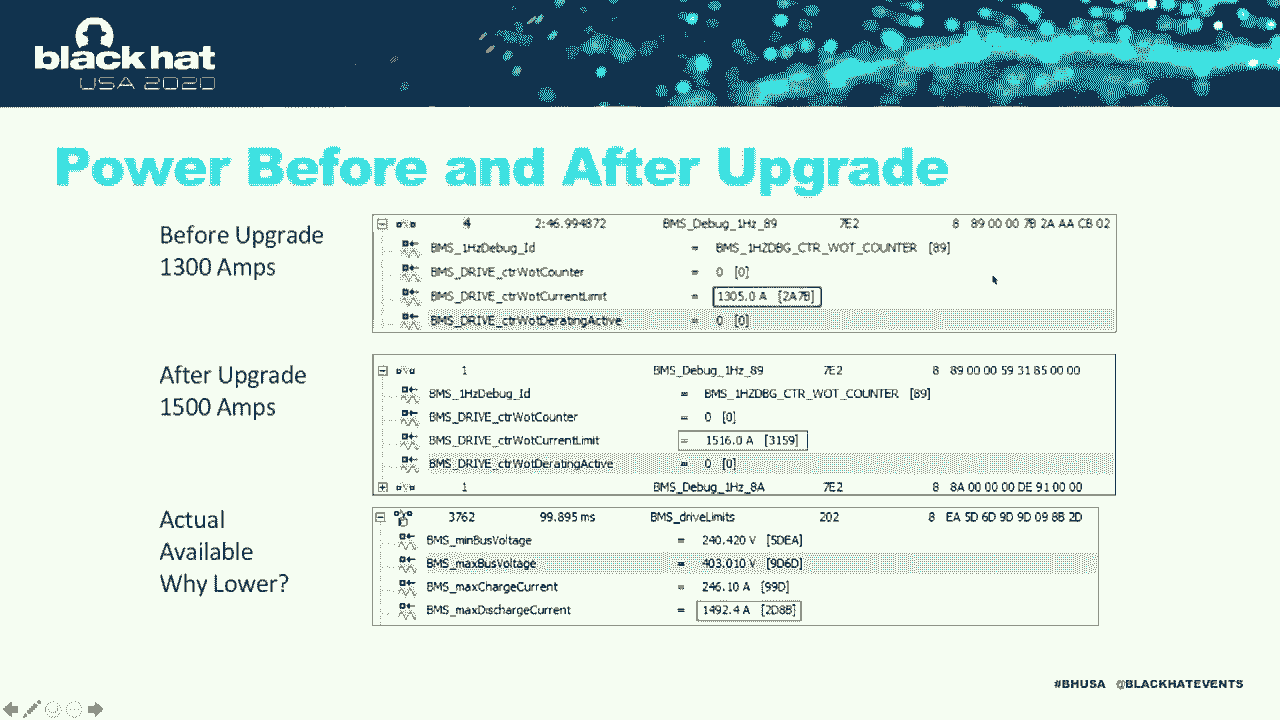 black hat
USA 2020
Power Before and After Upgrade
Before Upgrade
1300 Amps
4 2:46.994872 BMS_Debug_1Hz_89 7E2 8 89 00 00 7B 2A AA CB 02
BMS_1HzDebug_Id = BMS_1HZDBG_CTR_WOT_COUNTER [89]
BMS_DRIVE_ctrWotCounter = 0 [0]
BMS_DRIVE_ctrWotCurrentLimit = 1305.0 A [2A7B]
BMS_DRIVE_ctrWotDeratingActive = 0 [0]
After Upgrade
1500 Amps
1 BMS_Debug_1Hz_89 7E2 8 89 00 00 59 31 85 00 00
BMS_1HzDebug_Id = BMS_1HZDBG_CTR_WOT_COUNTER [89]
BMS_DRIVE_ctrWotCounter = 0 [0]
BMS_DRIVE_ctrWotCurrentLimit = 1516.0 A [3159]
BMS_DRIVE_ctrWotDeratingActive = 0 [0]
1 BMS_Debug_1Hz_8A 7E2 8 8A 00 00 00 DE 91 00 00
Actual
Available
Why Lower?
3762 99.895 ms BMS_driveLimits 202 8 EA 5D 6D 9D 9D 09 8B 2D
BMS_minBusVoltage = 240.420 V [5DEA]
BMS_maxBusVoltage = 403.010 V [9D6D]
BMS_maxChargeCurrent = 246.10 A [99D]
BMS_maxDischargeCurrent = 1492.4 A [2D8B]
#BHUSA @BLACKHATEVENTS